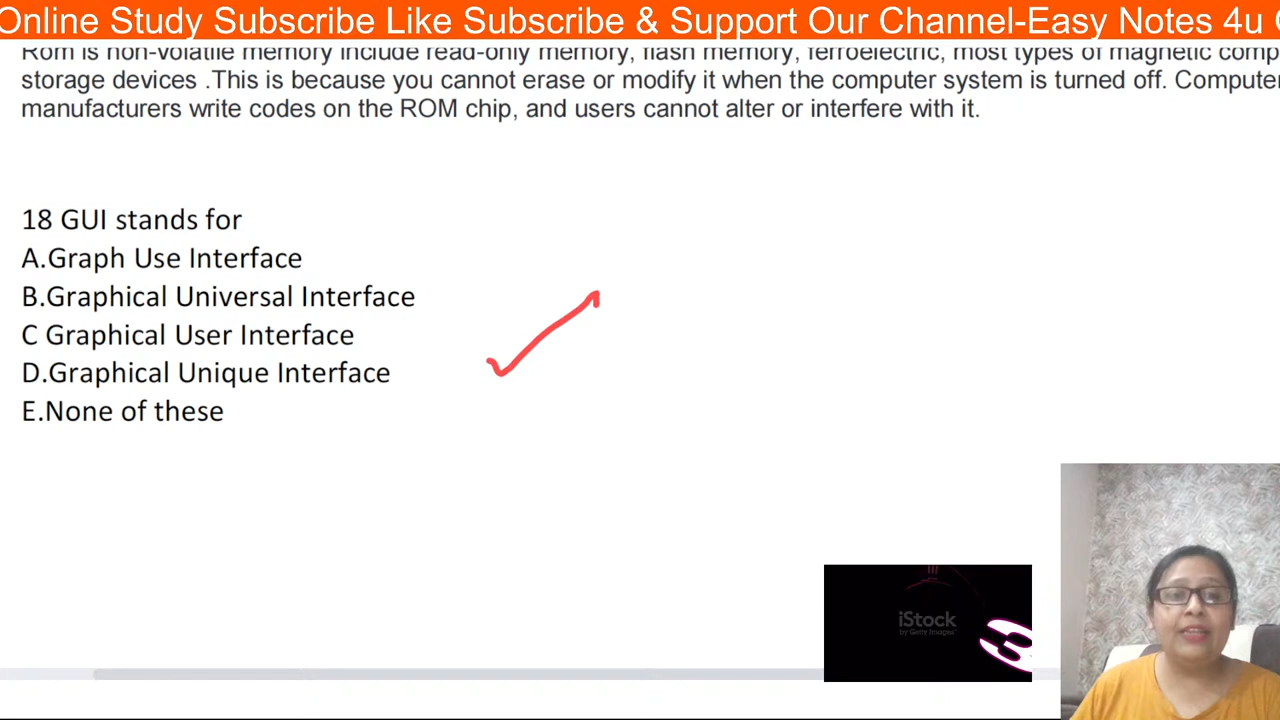 Online Study Subscribe Like Subscribe & Support Our Channel-Easy Notes 4u
Rom is non-volatile memory include read-only memory, flash memory, ferroelectric, most types of magnetic comp
storage devices .This is because you cannot erase or modify it when the computer system is turned off. Computer
manufacturers write codes on the ROM chip, and users cannot alter or interfere with it.
18 GUI stands for
A.Graph Use Interface
B.Graphical Universal Interface
C Graphical User Interface
D.Graphical Unique Interface
E.None of these
iStock
by Getty Images™
3